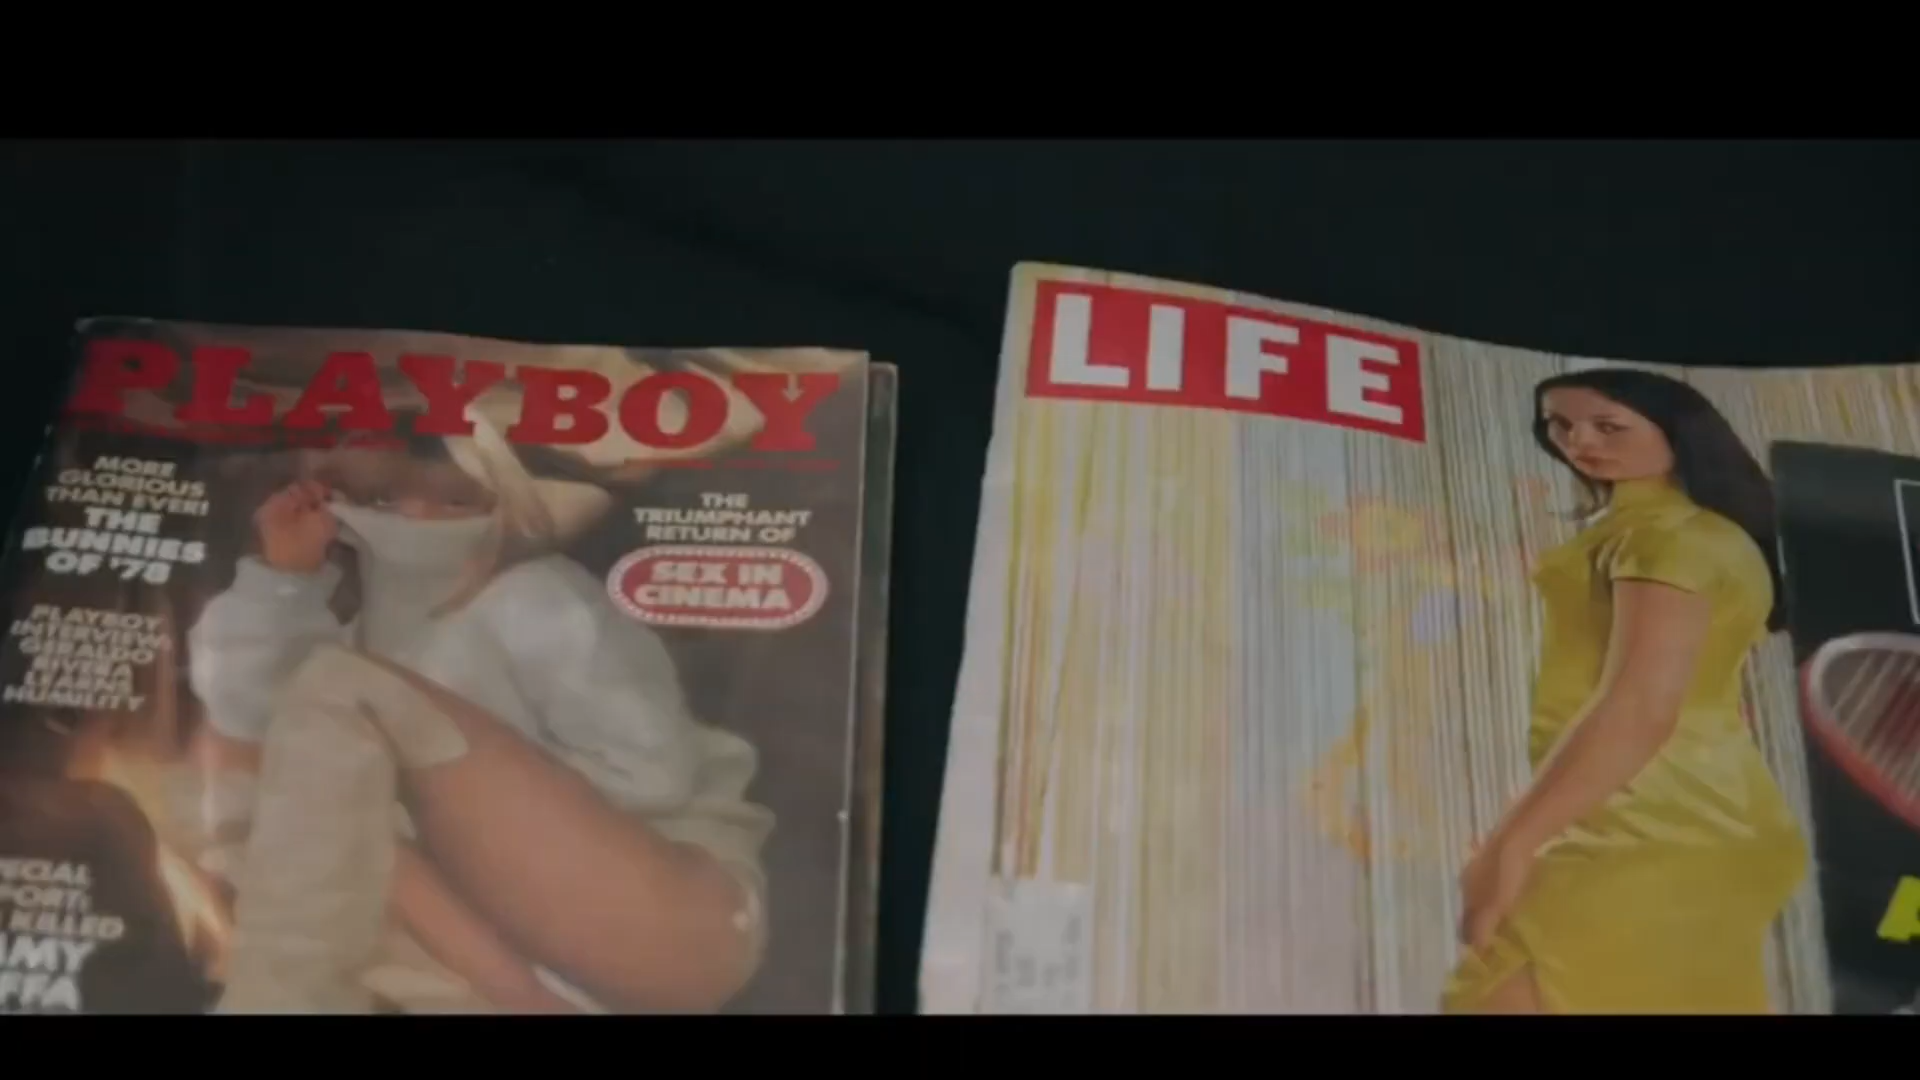 PLAYBOY
MORE
GLORIOUS
THAN EVER!
THE
BUNNIES
OF '78
PLAYBOY
INTERVIEW:
GERALDO
RIVERA
LEARNS
HUMILITY
THE
TRIUMPHANT
RETURN OF
SEX IN
CINEMA
KILLED
LIFE